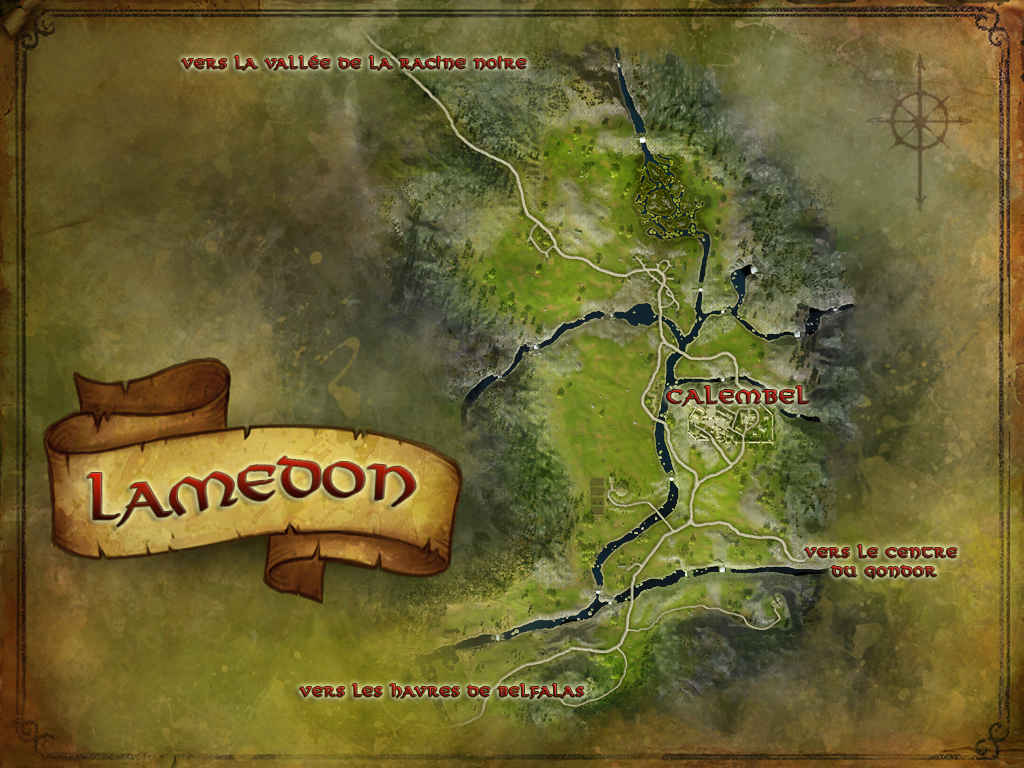 vers la vallée de la racine noire
calembel
Lamedon
vers le centre
du gondor
vers les havres de belfalas